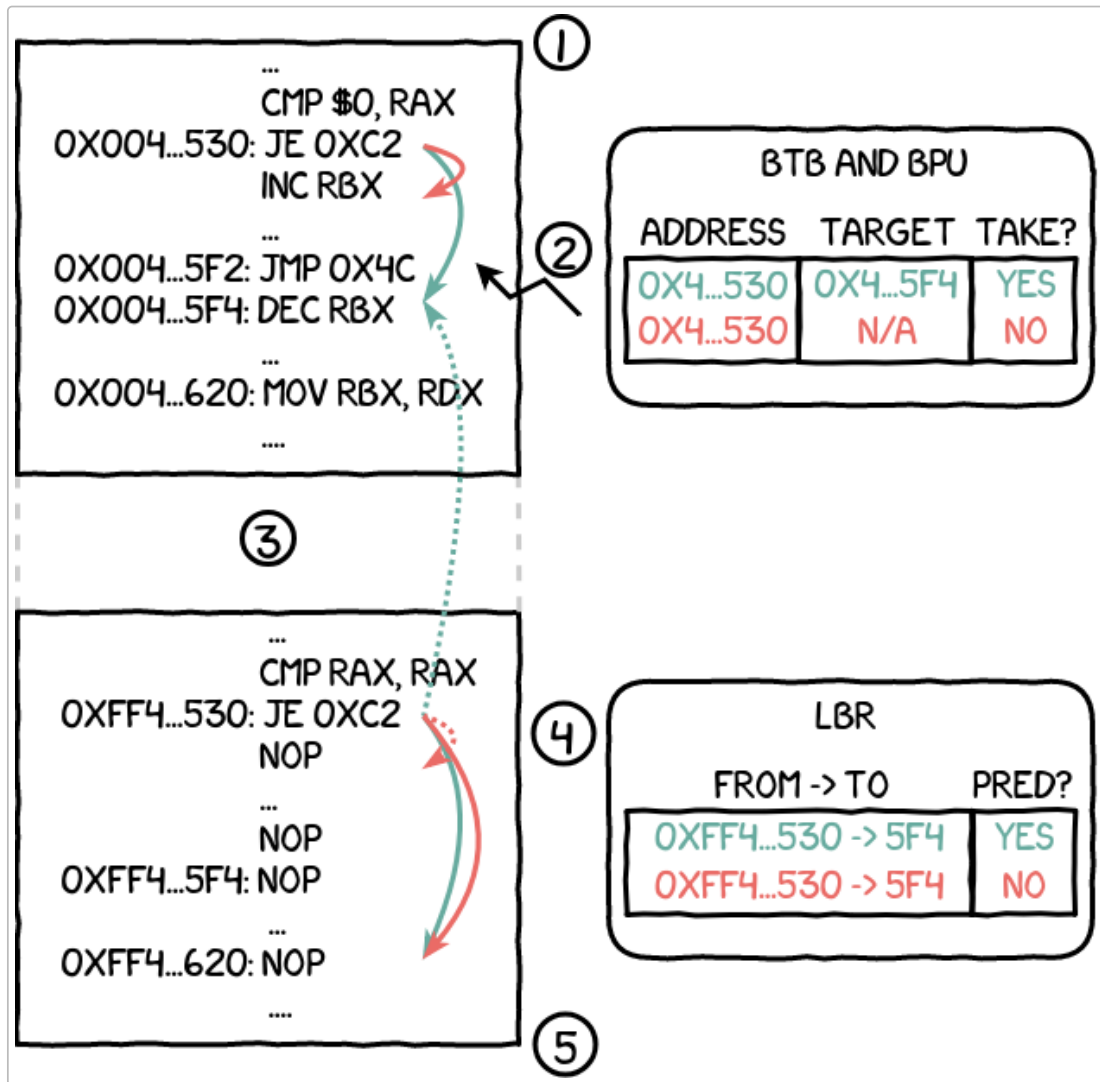 1
...
CMP $0, RAX
0X004...530: JE 0XC2
INC RBX
...
0X004...5F2: JMP 0X4C
0X004...5F4: DEC RBX
...
0X004...620: MOV RBX, RDX
....
2
BTB AND BPU
ADDRESS TARGET TAKE?
0X4...530 0X4...5F4 YES
0X4...530 N/A NO
3
...
CMP RAX, RAX
0XFF4...530: JE 0XC2
NOP
...
NOP
0XFF4...5F4: NOP
...
0XFF4...620: NOP
....
4
LBR
FROM -> TO PRED?
0XFF4...530 -> 5F4 YES
0XFF4...530 -> 5F4 NO
5